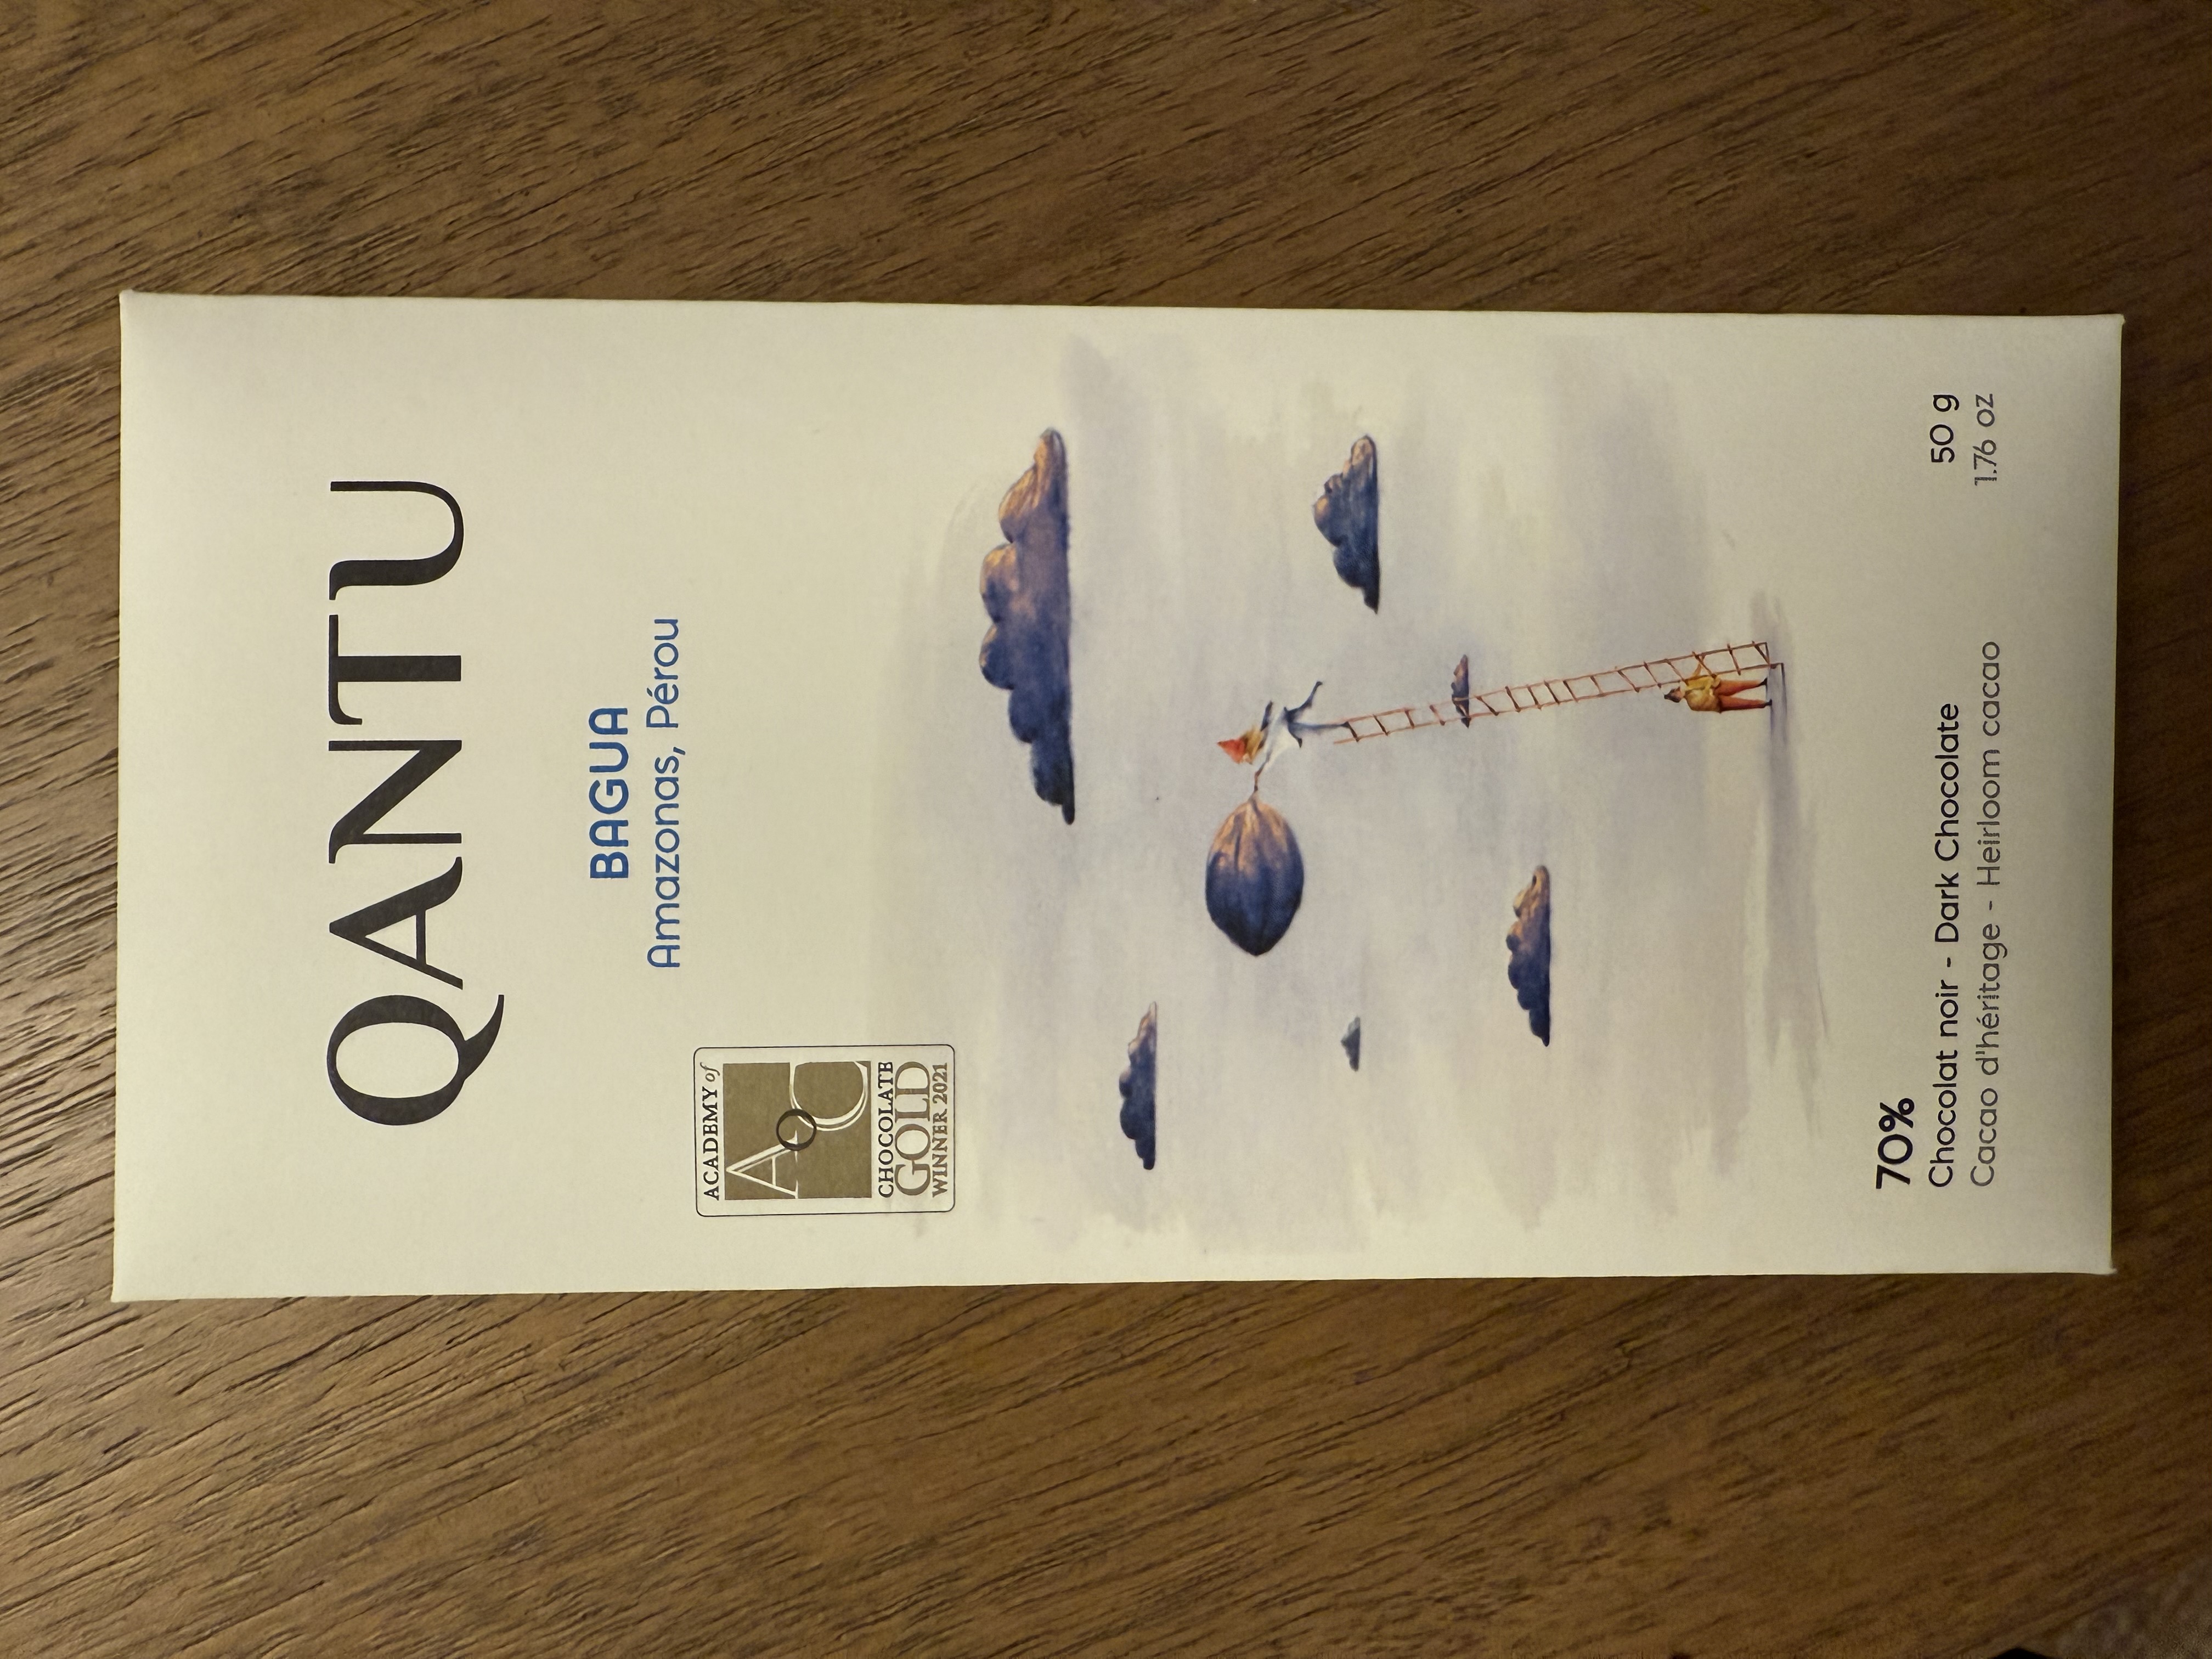 QANTU
BAGUA
Amazonas, Pérou
ACADEMY of
AoC
CHOCOLATE
GOLD
WINNER 2021
70%
Chocolat noir - Dark Chocolate
Cacao d'héritage - Heirloom cacao
50 g
1.76 oz